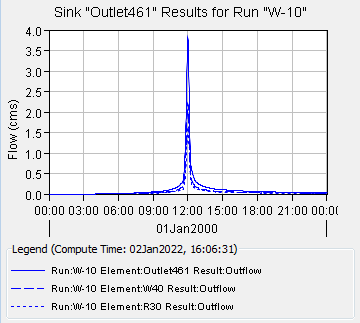 Sink "Outlet461" Results for Run "W-10"
4.0
3.5
3.0
2.5
2.0
1.5
1.0
0.5
0.0
Flow (cms)
00:00 03:00 06:00 09:00 12:00 15:00 18:00 21:00 00:0
01Jan2000
Legend (Compute Time: 02Jan2022, 16:06:31)
Run:W-10 Element:Outlet461 Result:Outflow
Run:W-10 Element:W40 Result:Outflow
Run:W-10 Element:R30 Result:Outflow